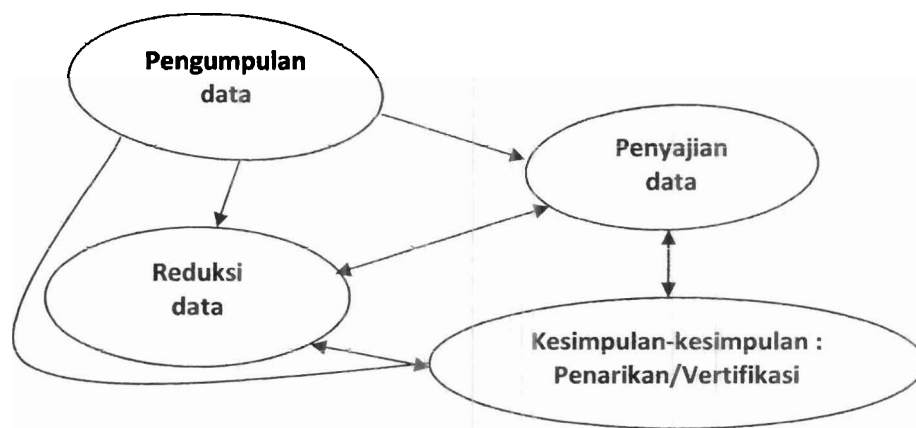 Pengumpulan
data
Penyajian
data
Reduksi
data
Kesimpulan-kesimpulan :
Penarikan/Vertifikasi